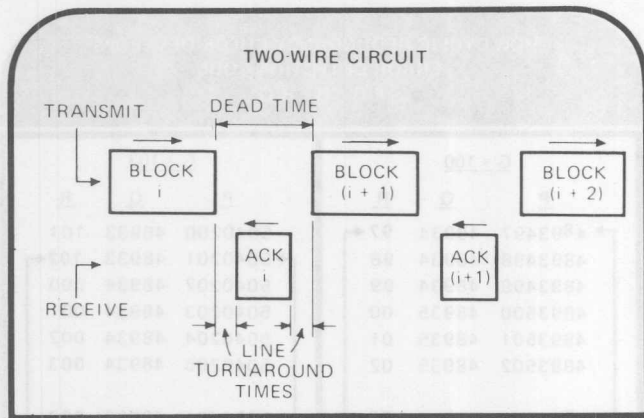 TWO-WIRE CIRCUIT
TRANSMIT
DEAD TIME
BLOCK
i
BLOCK
(i + 1)
BLOCK
(i + 2)
ACK
i
ACK
(i+1)
RECEIVE
LINE
TURNAROUND
TIMES